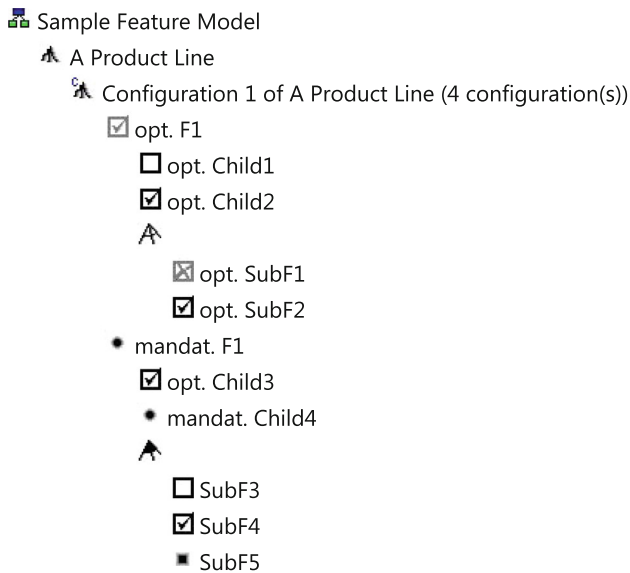 Sample Feature Model
A Product Line
Configuration 1 of A Product Line (4 configuration(s))
opt. F1
opt. Child1
opt. Child2
opt. SubF1
opt. SubF2
mandat. F1
opt. Child3
mandat. Child4
SubF3
SubF4
SubF5